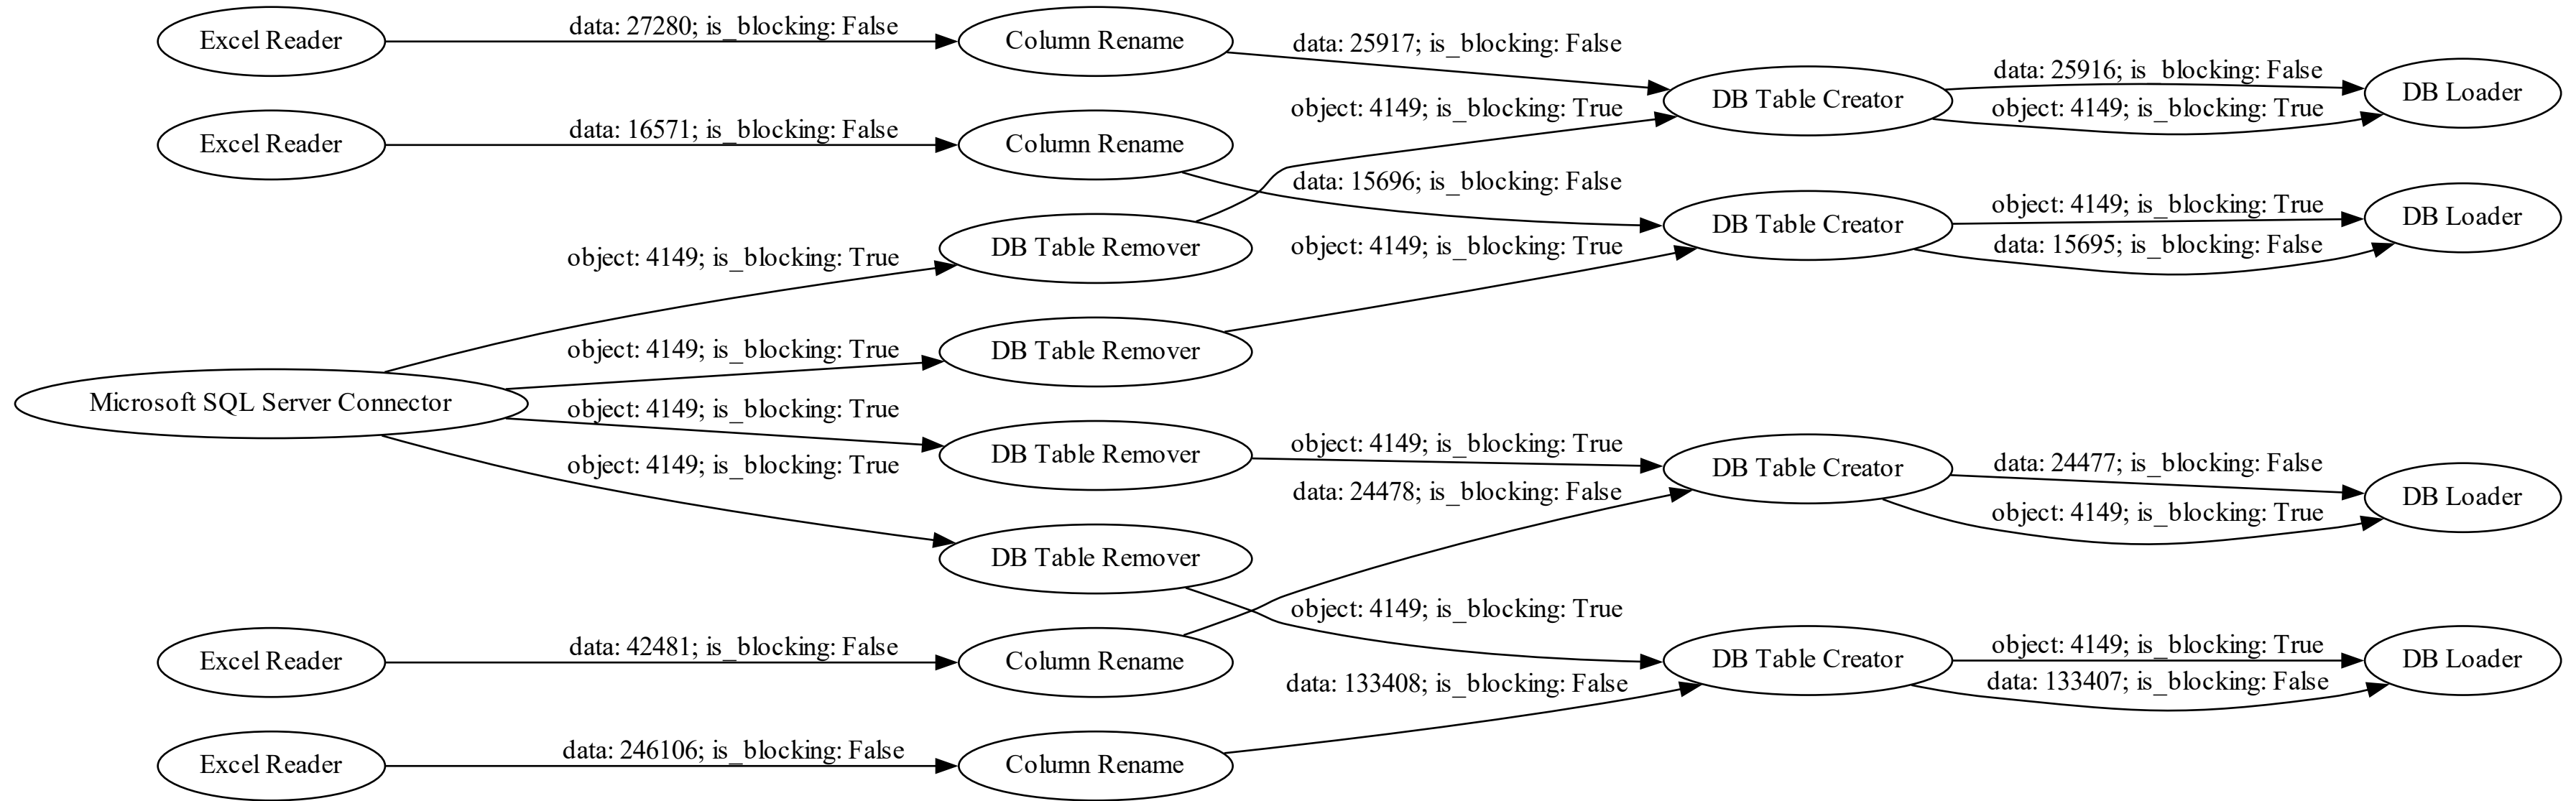 Excel Reader
data: 27280; is_blocking: False
Column Rename
data: 25917; is_blocking: False
DB Table Creator
data: 25916; is_blocking: False
object: 4149; is_blocking: True
DB Loader
Excel Reader
data: 16571; is_blocking: False
Column Rename
object: 4149; is_blocking: True
data: 15696; is_blocking: False
DB Table Creator
object: 4149; is_blocking: True
data: 15695; is_blocking: False
DB Loader
object: 4149; is_blocking: True
DB Table Remover
object: 4149; is_blocking: True
object: 4149; is_blocking: True
DB Table Remover
Microsoft SQL Server Connector
object: 4149; is_blocking: True
DB Table Remover
object: 4149; is_blocking: True
data: 24478; is_blocking: False
DB Table Creator
data: 24477; is_blocking: False
object: 4149; is_blocking: True
DB Loader
object: 4149; is_blocking: True
DB Table Remover
object: 4149; is_blocking: True
Excel Reader
data: 42481; is_blocking: False
Column Rename
data: 133408; is_blocking: False
DB Table Creator
object: 4149; is_blocking: True
data: 133407; is_blocking: False
DB Loader
Excel Reader
data: 246106; is_blocking: False
Column Rename